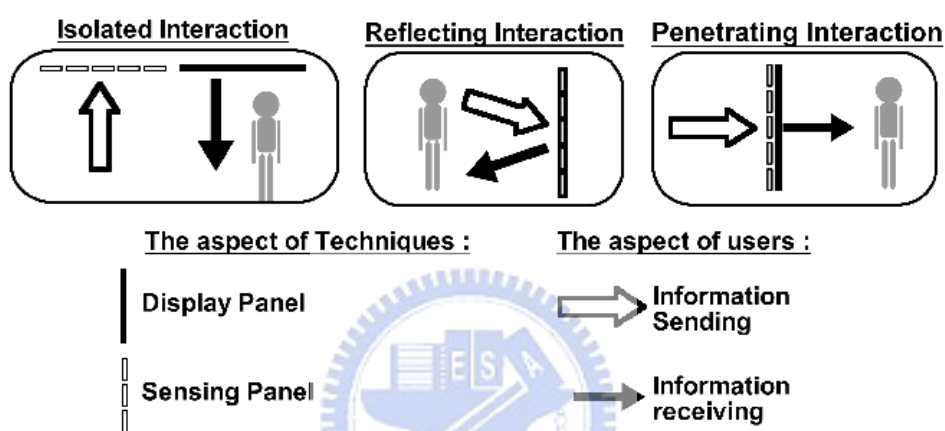 Isolated Interaction
Reflecting Interaction
Penetrating Interaction
The aspect of Techniques :
The aspect of users :
Display Panel
Information
Sending
Sensing Panel
Information
receiving
ESA